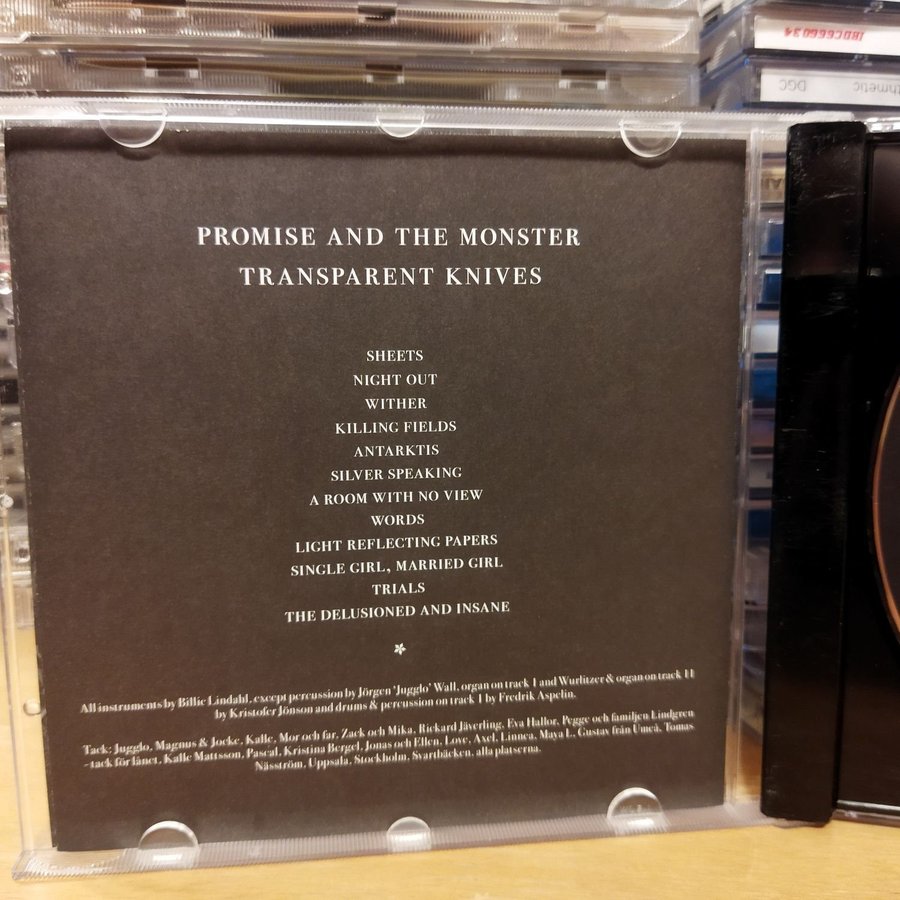 IBDC666034
DGC
thmetic
PROMISE AND THE MONSTER
TRANSPARENT KNIVES
SHEETS
NIGHT OUT
WITHER
KILLING FIELDS
ANTARKTIS
SILVER SPEAKING
A ROOM WITH NO VIEW
WORDS
LIGHT REFLECTING PAPERS
SINGLE GIRL, MARRIED GIRL
TRIALS
THE DELUSIONED AND INSANE
All instruments by Billie Lindahl, except percussion by Jörgen 'Jugglo' Wall, organ on track 1 and Wurlitzer & organ on track 11
by Kristofer Jönson and drums & percussion on track 1 by Fredrik Aspelin.
Tack: Jugglo, Magnus & Jocke, Kalle, Mor och far, Zack och Mika, Rickard Jäverling, Eva Hallor, Pegge och familjen Lindgren
- tack för lånet, Kalle Mattsson, Pascal, Kristina Bergel, Jonas och Ellen, Love, Axel, Linnea, Maya L, Gustav från Umeå, Tomas
Näsström, Uppsala, Stockholm, Svartbäcken, alla platserna.